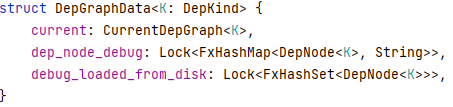 struct DepGraphData<K: DepKind> {
current: CurrentDepGraph<K>,
dep_node_debug: Lock<FxHashMap<DepNode<K>, String>>,
debug_loaded_from_disk: Lock<FxHashSet<DepNode<K>>>,
}